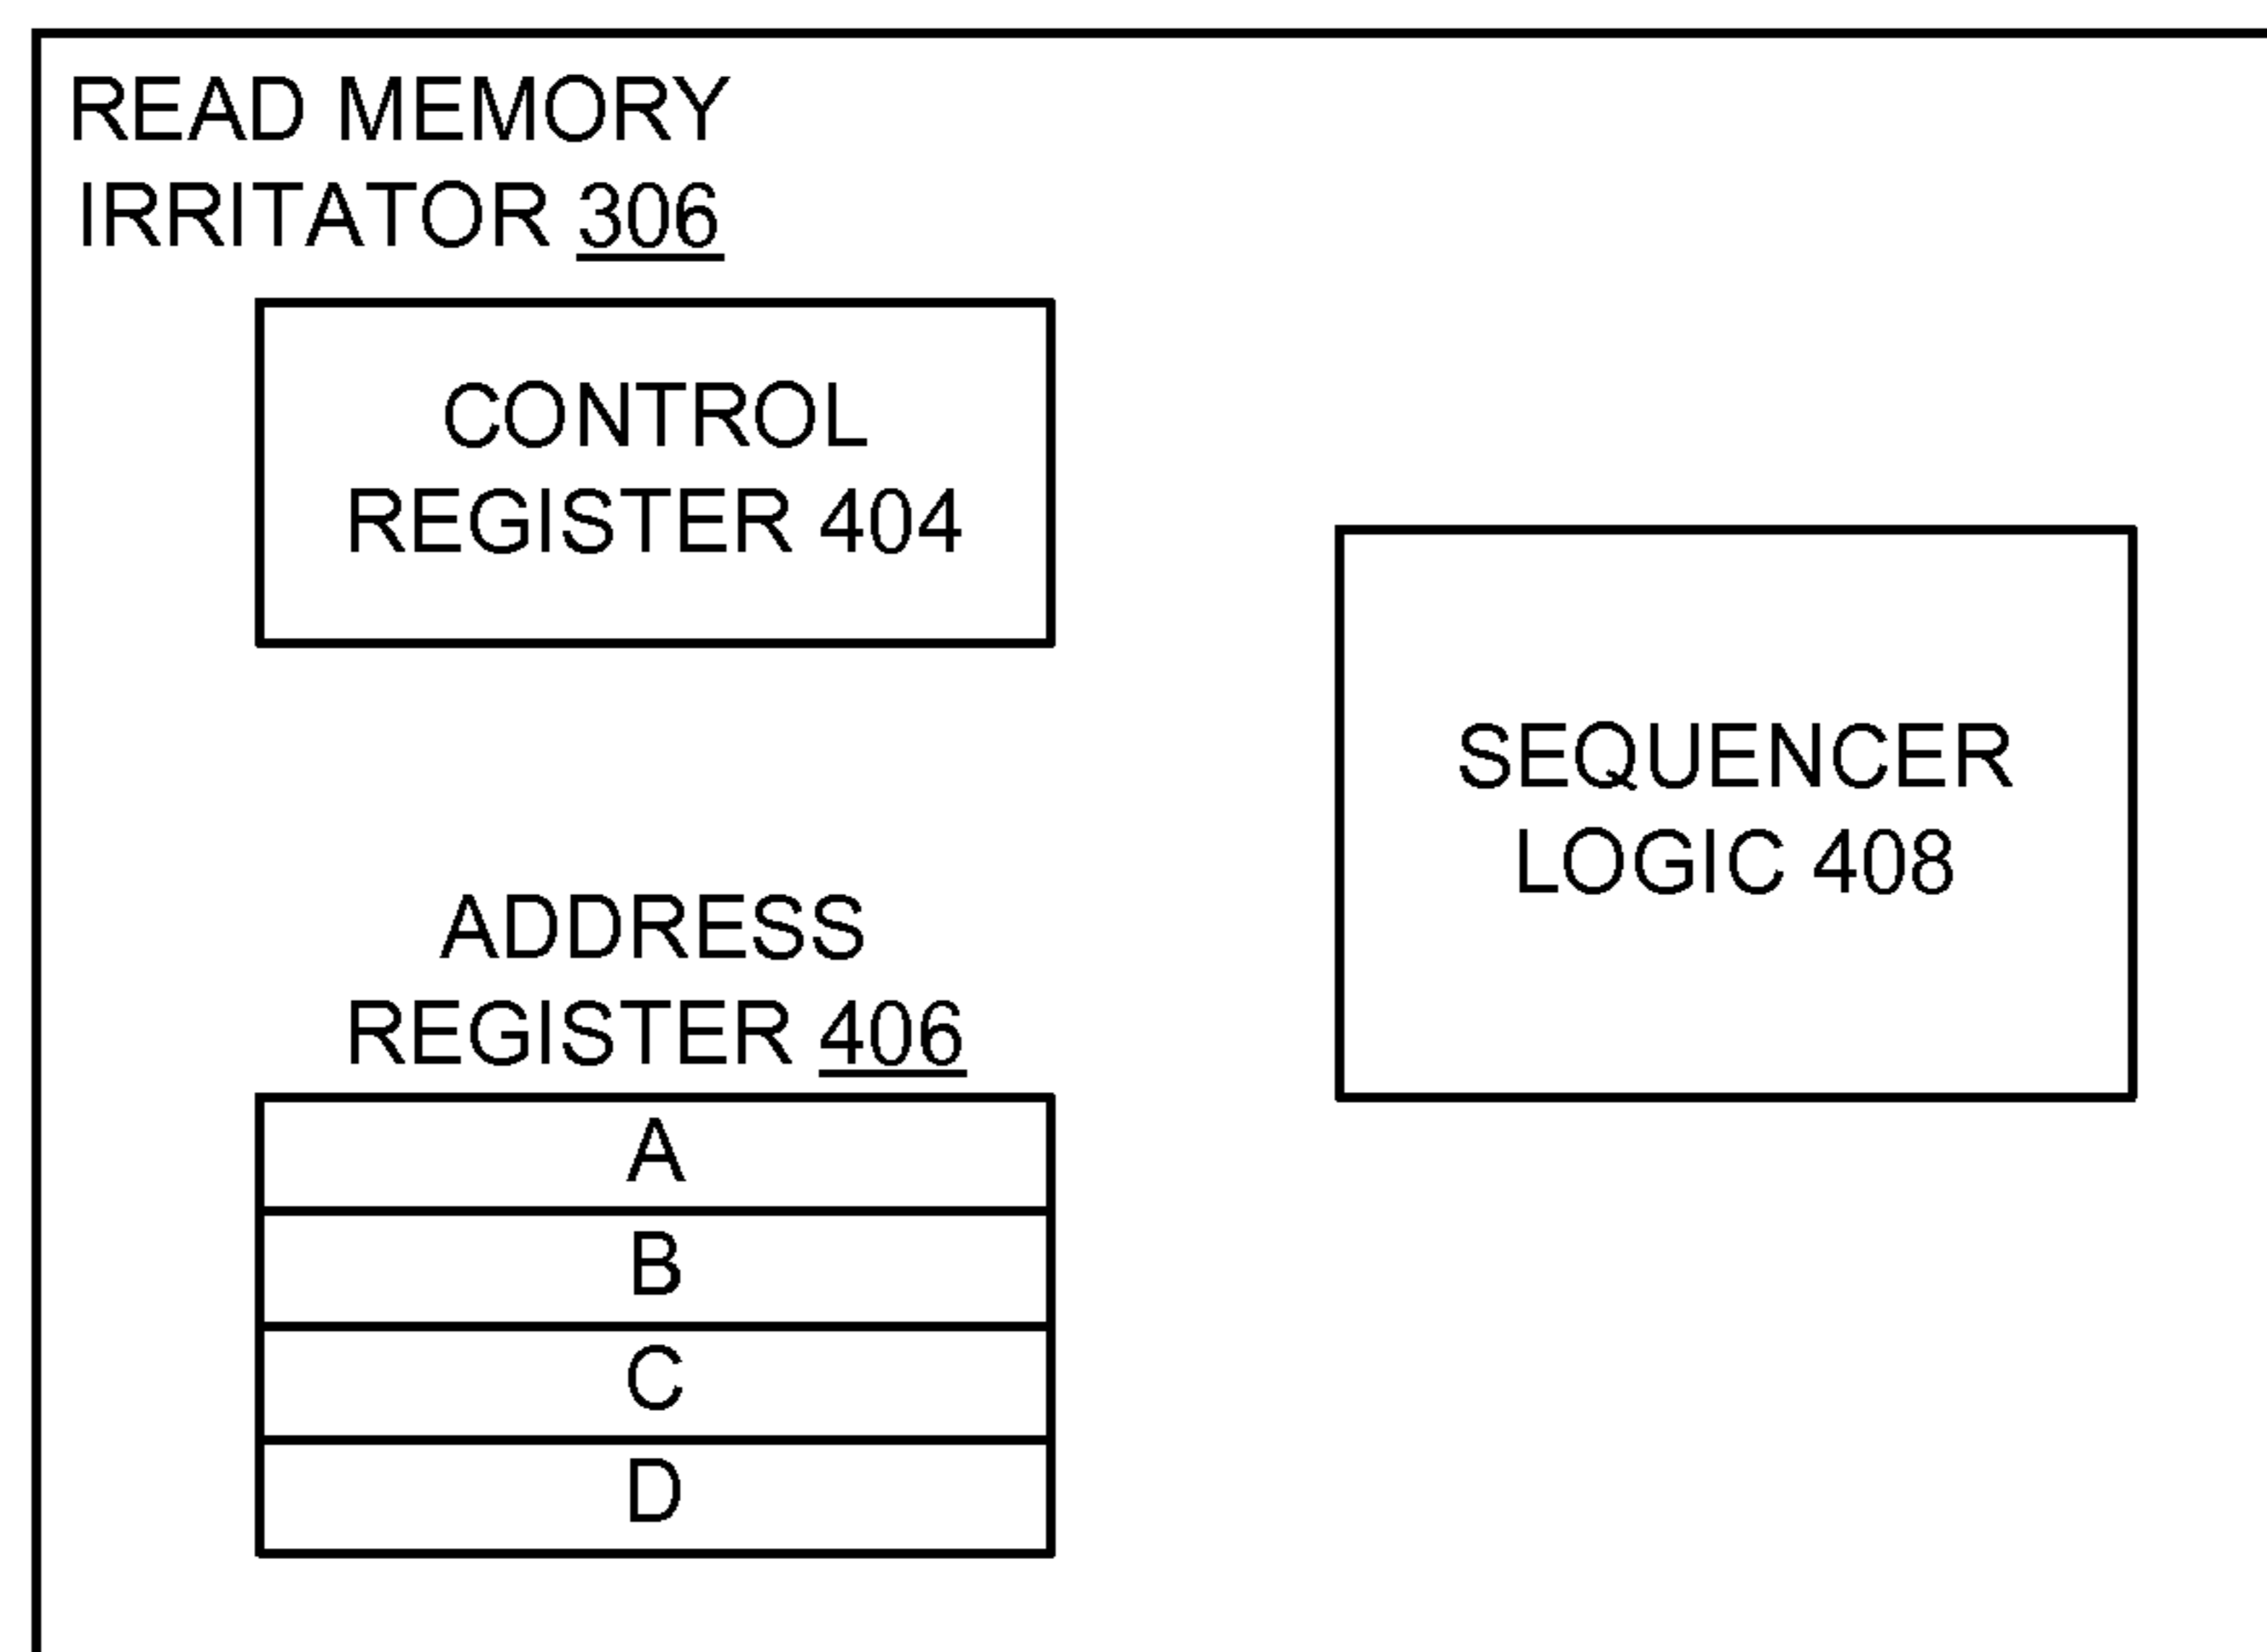 READ MEMORY
IRRITATOR 306
CONTROL
REGISTER 404
SEQUENCER
LOGIC 408
ADDRESS
REGISTER 406
A
B
C
D